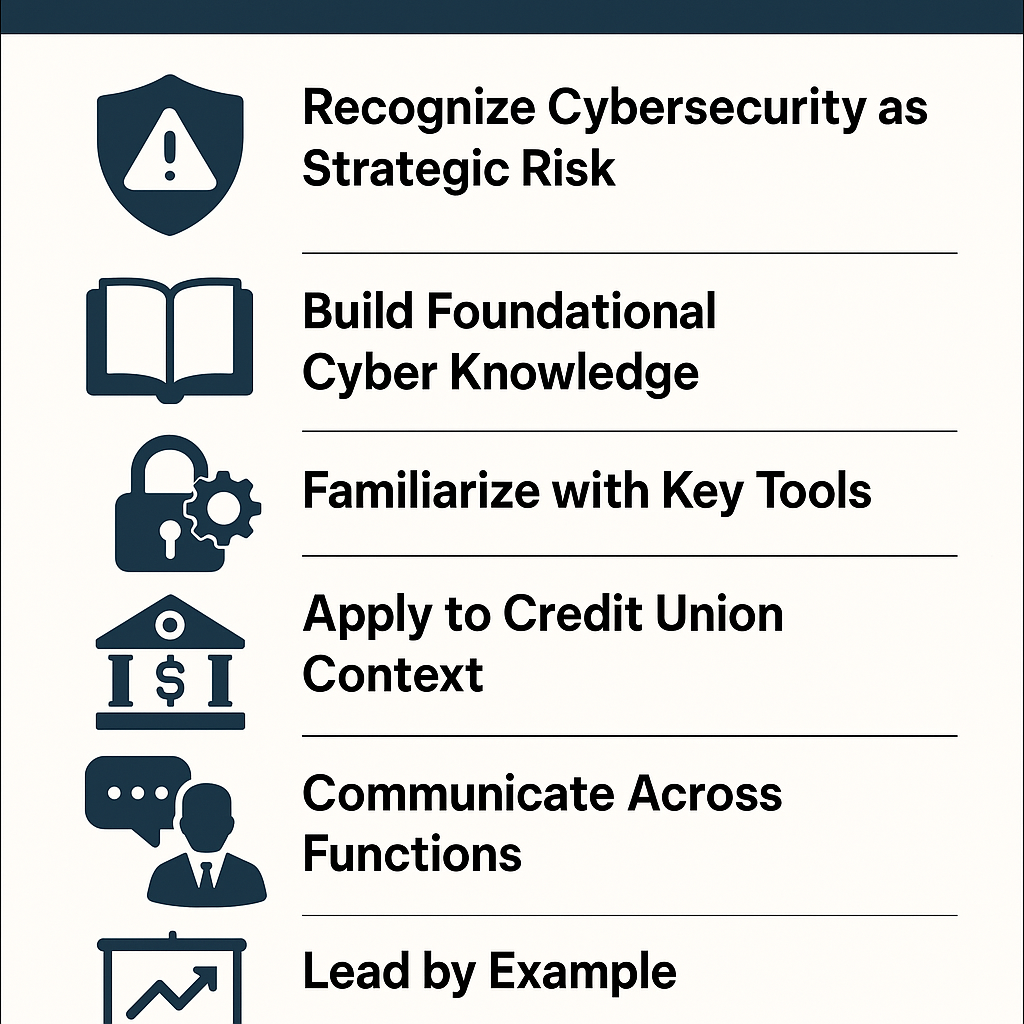 Recognize Cybersecurity as
Strategic Risk
Build Foundational
Cyber Knowledge
Familiarize with Key Tools
Apply to Credit Union
Context
$
Communicate Across
Functions
Lead by Example